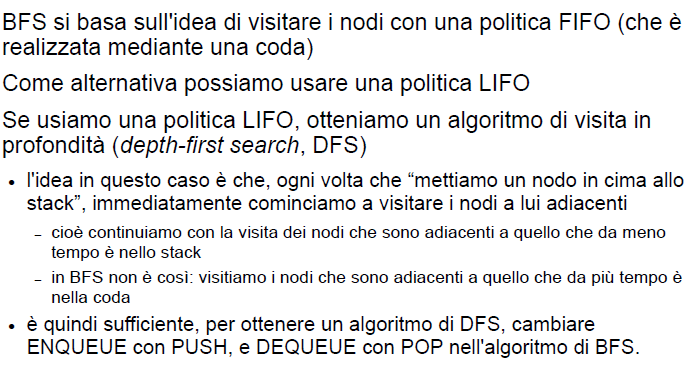 BFS si basa sull'idea di visitare i nodi con una politica FIFO (che è
realizzata mediante una coda)
Come alternativa possiamo usare una politica LIFO
Se usiamo una politica LIFO, otteniamo un algoritmo di visita in
profondità (depth-first search, DFS)
• l'idea in questo caso è che, ogni volta che “mettiamo un nodo in cima allo
stack”, immediatamente cominciamo a visitare i nodi a lui adiacenti
– cioè continuiamo con la visita dei nodi che sono adiacenti a quello che da meno
tempo è nello stack
– in BFS non è così: visitiamo i nodi che sono adiacenti a quello che da più tempo è
nella coda
• è quindi sufficiente, per ottenere un algoritmo di DFS, cambiare
ENQUEUE con PUSH, e DEQUEUE con POP nell'algoritmo di BFS.